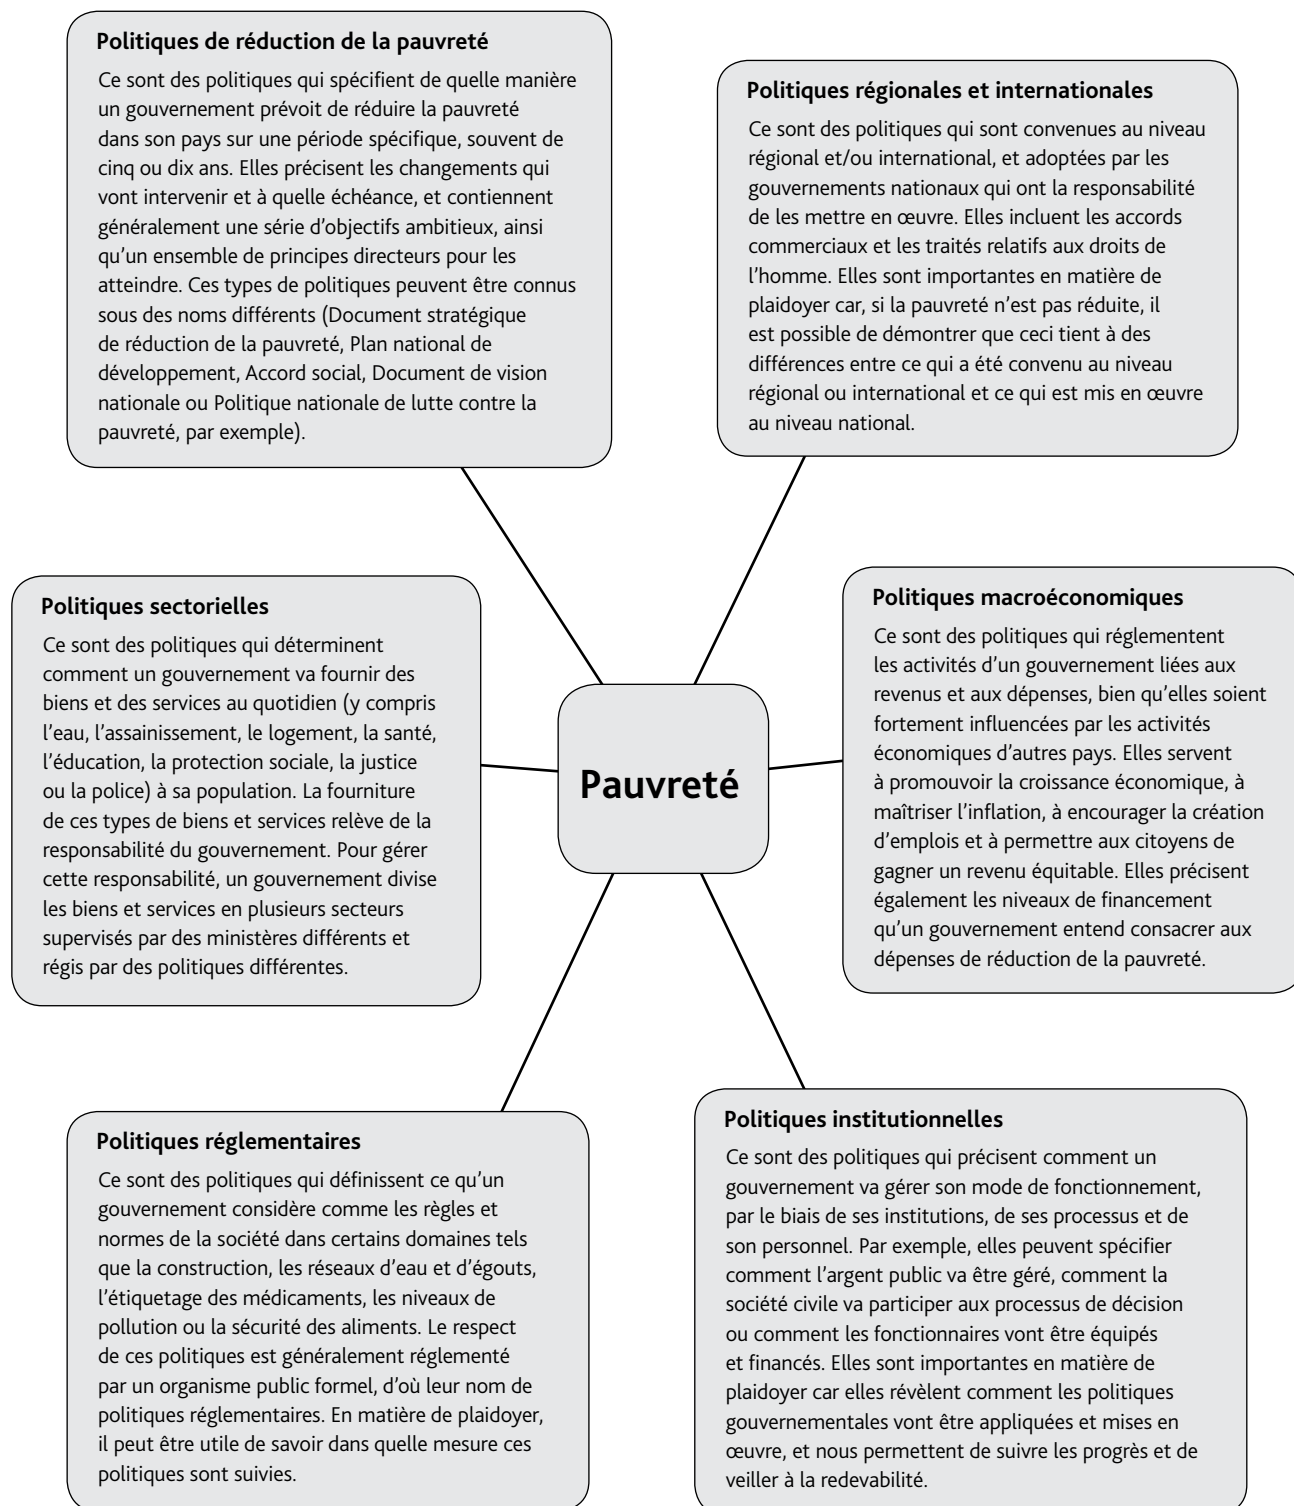 Politiques de réduction de la pauvreté
Ce sont des politiques qui spécifient de quelle manière
un gouvernement prévoit de réduire la pauvreté
dans son pays sur une période spécifique, souvent de
cinq ou dix ans. Elles précisent les changements qui
vont intervenir et à quelle échéance, et contiennent
généralement une série d’objectifs ambitieux, ainsi
qu’un ensemble de principes directeurs pour les
atteindre. Ces types de politiques peuvent être connus
sous des noms différents (Document stratégique
de réduction de la pauvreté, Plan national de
développement, Accord social, Document de vision
nationale ou Politique nationale de lutte contre la
pauvreté, par exemple).
Politiques régionales et internationales
Ce sont des politiques qui sont convenues au niveau
régional et/ou international, et adoptées par les
gouvernements nationaux qui ont la responsabilité
de les mettre en œuvre. Elles incluent les accords
commerciaux et les traités relatifs aux droits de
l’homme. Elles sont importantes en matière de
plaidoyer car, si la pauvreté n’est pas réduite, il
est possible de démontrer que ceci tient à des
différences entre ce qui a été convenu au niveau
régional ou international et ce qui est mis en œuvre
au niveau national.
Politiques sectorielles
Ce sont des politiques qui déterminent
comment un gouvernement va fournir des
biens et des services au quotidien (y compris
l’eau, l’assainissement, le logement, la santé,
l’éducation, la protection sociale, la justice
ou la police) à sa population. La fourniture
de ces types de biens et services relève de la
responsabilité du gouvernement. Pour gérer
cette responsabilité, un gouvernement divise
les biens et services en plusieurs secteurs
supervisés par des ministères différents et
régis par des politiques différentes.
Pauvreté
Politiques macroéconomiques
Ce sont des politiques qui réglementent
les activités d’un gouvernement liées aux
revenus et aux dépenses, bien qu’elles soient
fortement influencées par les activités
économiques d’autres pays. Elles servent
à promouvoir la croissance économique, à
maîtriser l’inflation, à encourager la création
d’emplois et à permettre aux citoyens de
gagner un revenu équitable. Elles précisent
également les niveaux de financement
qu’un gouvernement entend consacrer aux
dépenses de réduction de la pauvreté.
Politiques réglementaires
Ce sont des politiques qui définissent ce qu’un
gouvernement considère comme les règles et
normes de la société dans certains domaines tels
que la construction, les réseaux d’eau et d’égouts,
l’étiquetage des médicaments, les niveaux de
pollution ou la sécurité des aliments. Le respect
de ces politiques est généralement réglementé
par un organisme public formel, d’où leur nom de
politiques réglementaires. En matière de plaidoyer,
il peut être utile de savoir dans quelle mesure ces
politiques sont suivies.
Politiques institutionnelles
Ce sont des politiques qui précisent comment un
gouvernement va gérer son mode de fonctionnement,
par le biais de ses institutions, de ses processus et de
son personnel. Par exemple, elles peuvent spécifier
comment l’argent public va être géré, comment la
société civile va participer aux processus de décision
ou comment les fonctionnaires vont être équipés
et financés. Elles sont importantes en matière de
plaidoyer car elles révèlent comment les politiques
gouvernementales vont être appliquées et mises en
œuvre, et nous permettent de suivre les progrès et de
veiller à la redevabilité.